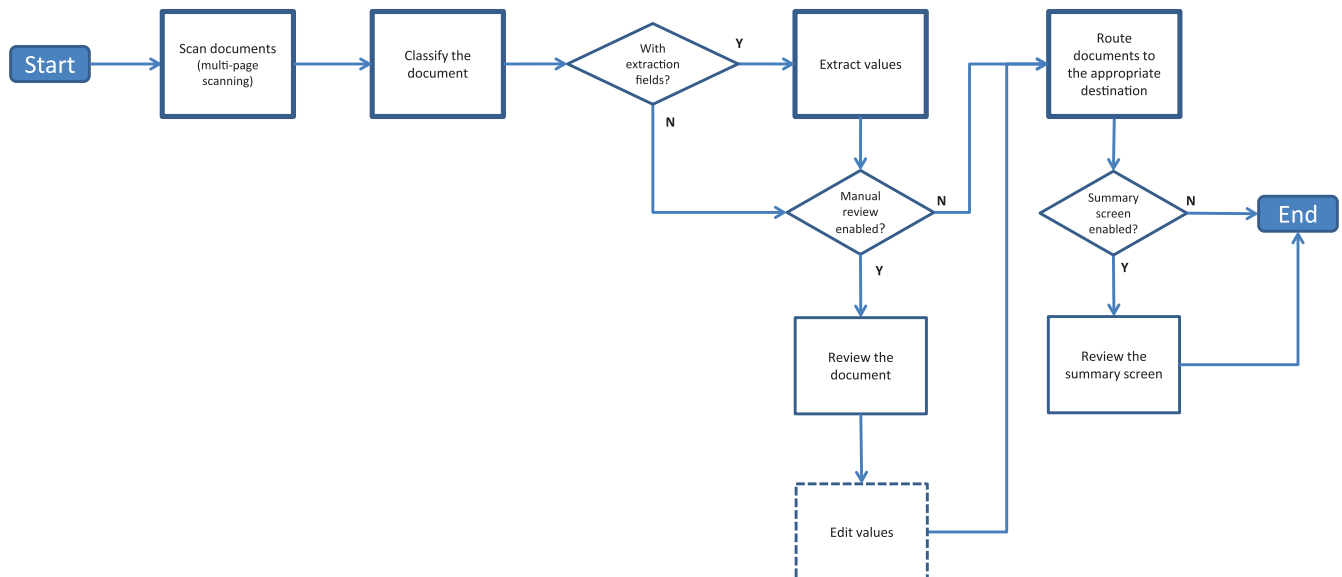 Start
Scan documents
(multi-page
scanning)
Classify the
document
With
extraction
fields?
Y
N
Extract values
Manual
review
enabled?
N
Y
Review the
document
Edit values
Route
documents to
the appropriate
destination
Summary
screen
enabled?
N
Y
Review the
summary screen
End